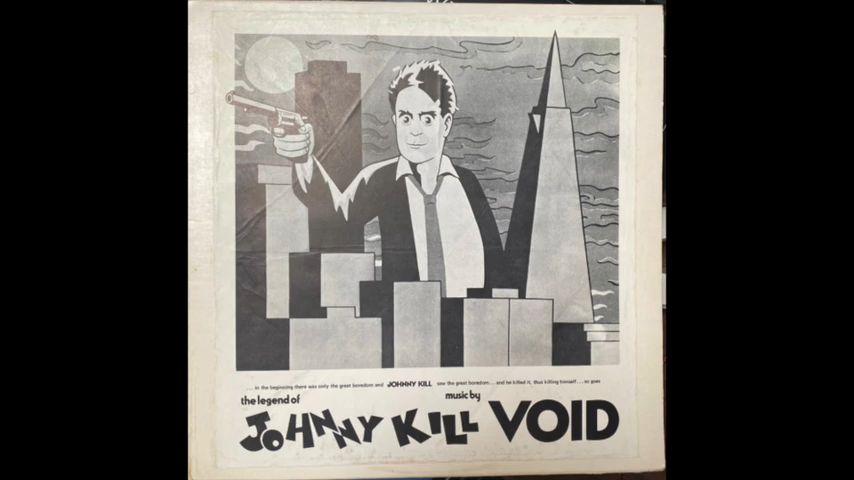 ... in the beginning there was only the great boredom and JOHNNY KILL saw the great boredom... and he killed it, thus killing himself... so goes
the legend of
JOHNNY KILL
music by
VOID